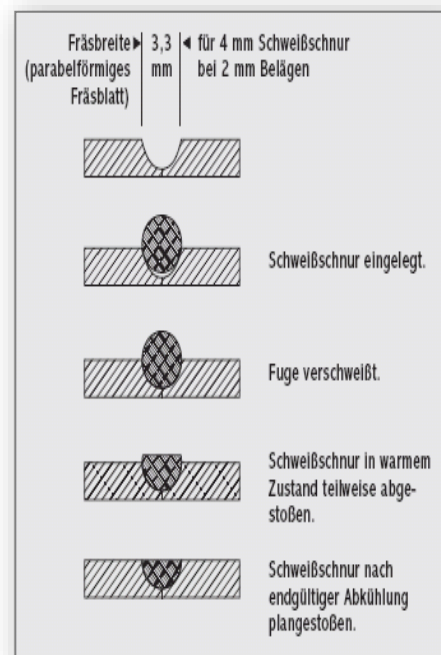 Fräsbreite 3,3 für 4 mm Schweißschnur
(parabelförmiges mm bei 2 mm Belägen
Fräsblatt)
Schweißschnur eingelegt.
Fuge verschweißt.
Schweißschnur in warmem
Zustand teilweise abge-
stoßen.
Schweißschnur nach
endgültiger Abkühlung
plangestoßen.